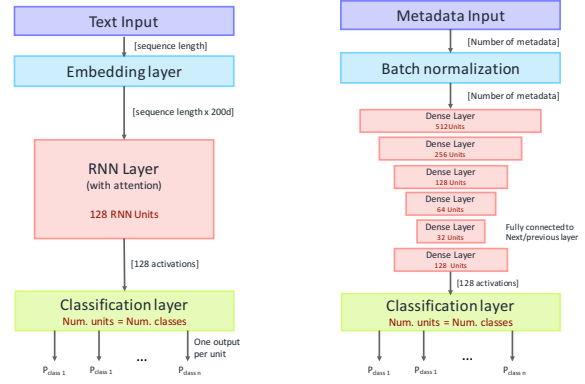 Text Input
[sequence length]
Embedding layer
[sequence length x 200d]
RNN Layer
(with attention)
128 RNN Units
[128 activations]
Classification layer
Num. units = Num. classes
One output
per unit
P class 1
P class 1
...
P class n
Metadata Input
[Number of metadata]
Batch normalization
[Number of metadata]
Dense Layer
512Units
Dense Layer
256 Units
Dense Layer
128 Units
Dense Layer
64 Units
Dense Layer
32 Units
Fully connected to
Next/previous layer
Dense Layer
128 Units
[128 activations]
Classification layer
Num. units = Num. classes
P class 1
P class 1
...
P class n